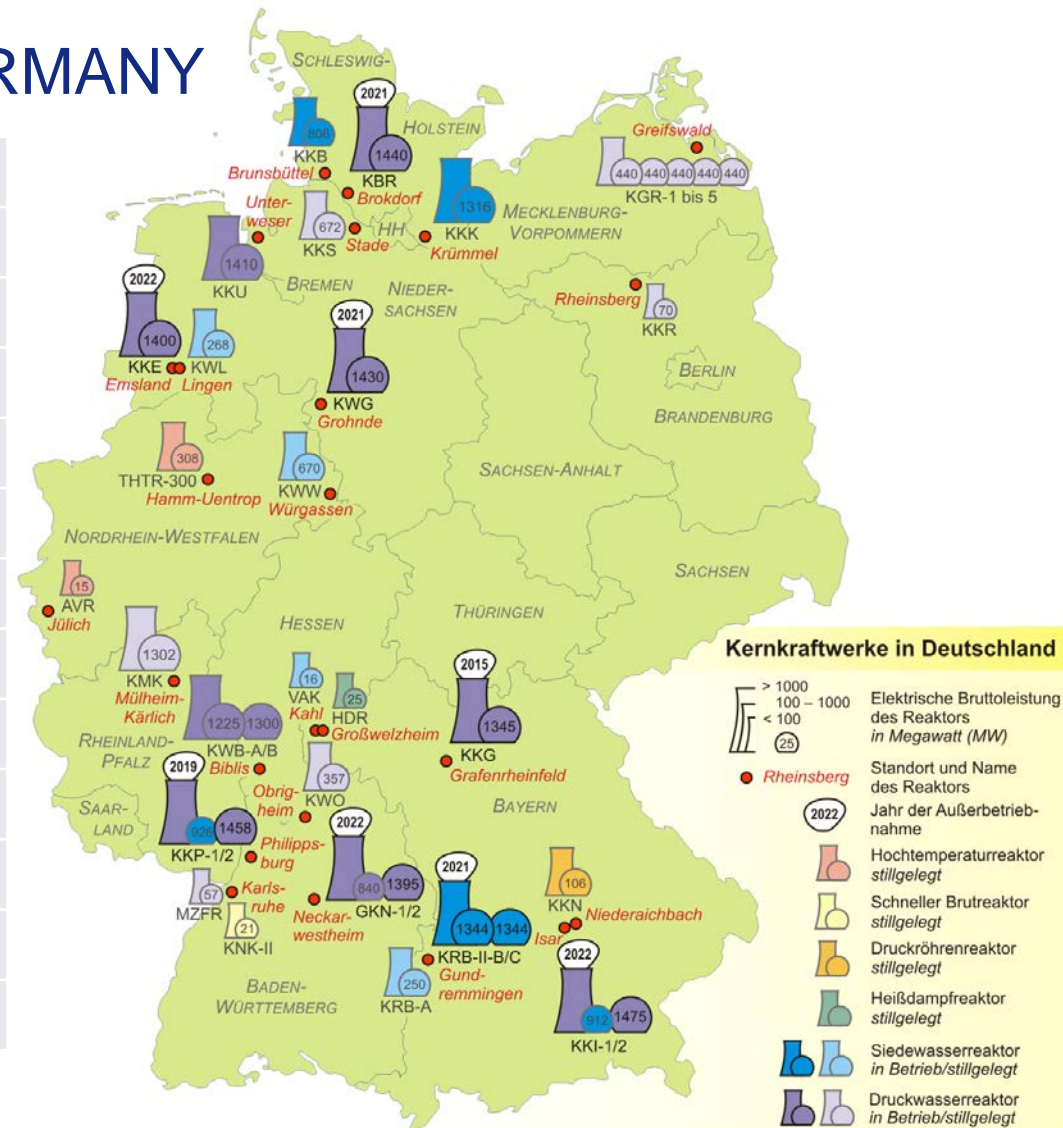 RMANY
SCHLESWIG-
HOLSTEIN
2021
806
KKB
Brunsbüttel
1440
KBR
Brokdorf
Greifswald
440 440 440 440 440
KGR-1 bis 5
Unter-
weser
1410
KKU
672
KKS
Stade
HH
1316
KKK
Krümmel
MECKLENBURG-
VORPOMMERN
BREMEN
NIEDER-
SACHSEN
Rheinsberg
70
KKR
2022
1400
KKE
Emsland
268
KWL
Lingen
2021
1430
KWG
Grohnde
BERLIN
BRANDENBURG
308
THTR-300
Hamm-Uentrop
670
KWW
Würgassen
SACHSEN-ANHALT
NORDRHEIN-WESTFALEN
SACHSEN
15
AVR
Jülich
HESSEN
THÜRINGEN
1302
KMK
Mülheim-
Kärlich
16
VAK
Kahl
25
HDR
Großwelzheim
2015
1345
KKG
Grafenrheinfeld
1225 1300
KWB-A/B
Biblis
RHEINLAND-
PFALZ
357
KWO
Obrig-
heim
BAYERN
SAAR-
LAND
2019
926 1458
KKP-1/2
Philipps-
burg
2022
840 1395
GKN-1/2
Neckar-
westheim
57
MZFR
Karls-
ruhe
21
KNK-II
2021
1344 1344
KRB-II-B/C
Gund-
remmingen
250
KRB-A
106
KKN
Niederaichbach
Isar
2022
912 1475
KKI-1/2
BADEN-
WÜRTTEMBERG
Kernkraftwerke in Deutschland
> 1000
100 – 1000
< 100
25
Elektrische Bruttoleistung
des Reaktors
in Megawatt (MW)
Rheinsberg
Standort und Name
des Reaktors
2022
Jahr der Außerbetrieb-
nahme
Hochtemperaturreaktor
stillgelegt
Schneller Brutreaktor
stillgelegt
Druckröhrenreaktor
stillgelegt
Heißdampfreaktor
stillgelegt
Siedewasserreaktor
in Betrieb/stillgelegt
Druckwasserreaktor
in Betrieb/stillgelegt